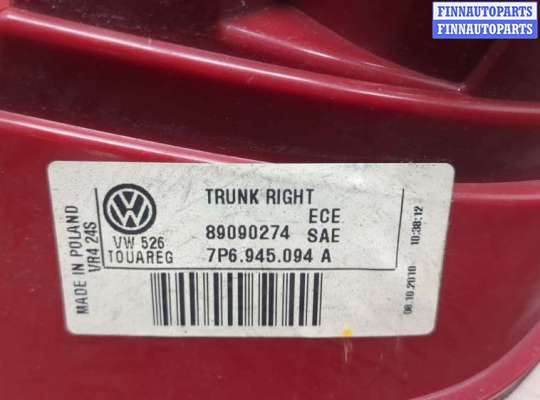 FINNAUTOPARTS
FINNAUTOPARTS
MADE IN POLAND
VR4 24S
VW 526
TOUAREG
TRUNK RIGHT
ECE
89090274 SAE
7P6.945.094 A
08.10.2010 10:38:12